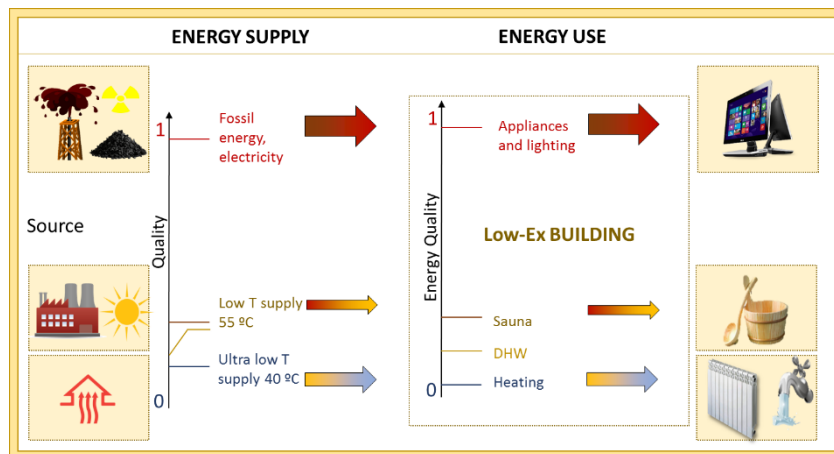 ENERGY SUPPLY
ENERGY USE
Source
Quality
1
0
Fossil
energy,
electricity
Low T supply
55 ºC
Ultra low T
supply 40 ºC
Energy Quality
1
0
Appliances
and lighting
Low-Ex BUILDING
Sauna
DHW
Heating